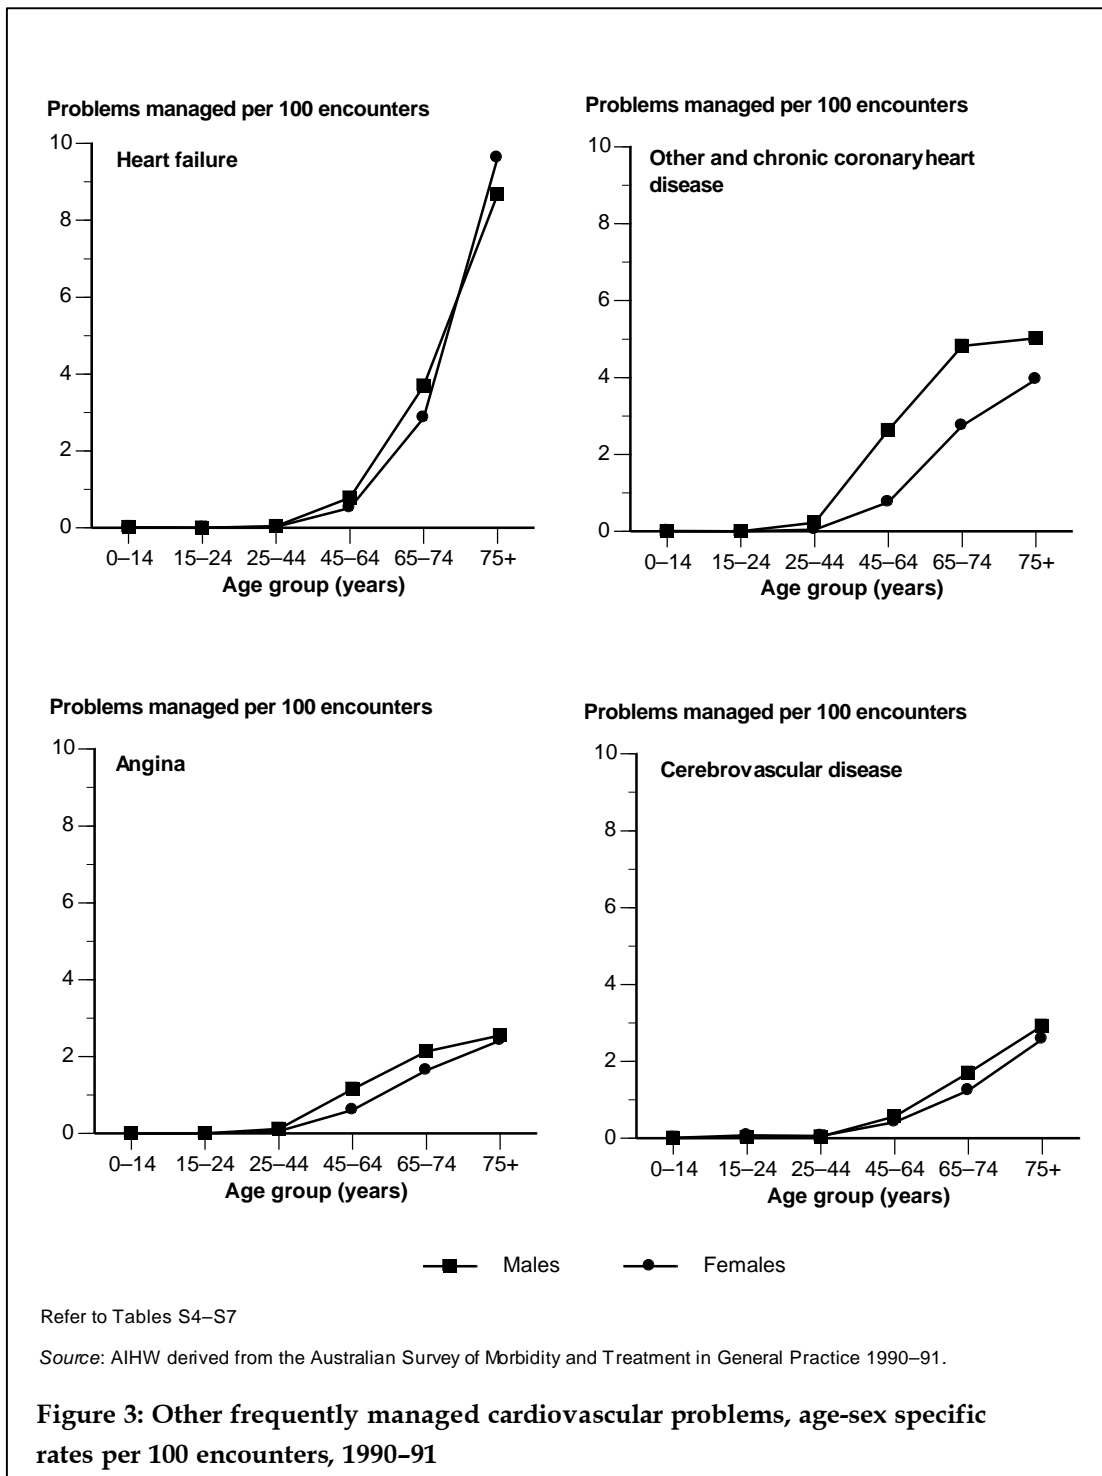 Problems managed per 100 encounters
Heart failure
10
8
6
4
2
0
0–14 15–24 25–44 45–64 65–74 75+
Age group (years)
Problems managed per 100 encounters
Other and chronic coronary heart
disease
10
8
6
4
2
0
0–14 15–24 25–44 45–64 65–74 75+
Age group (years)
Problems managed per 100 encounters
Angina
10
8
6
4
2
0
0–14 15–24 25–44 45–64 65–74 75+
Age group (years)
Problems managed per 100 encounters
Cerebrovascular disease
10
8
6
4
2
0
0–14 15–24 25–44 45–64 65–74 75+
Age group (years)
Males Females
Refer to Tables S4–S7
Source: AIHW derived from the Australian Survey of Morbidity and Treatment in General Practice 1990–91.
Figure 3: Other frequently managed cardiovascular problems, age-sex specific
rates per 100 encounters, 1990–91